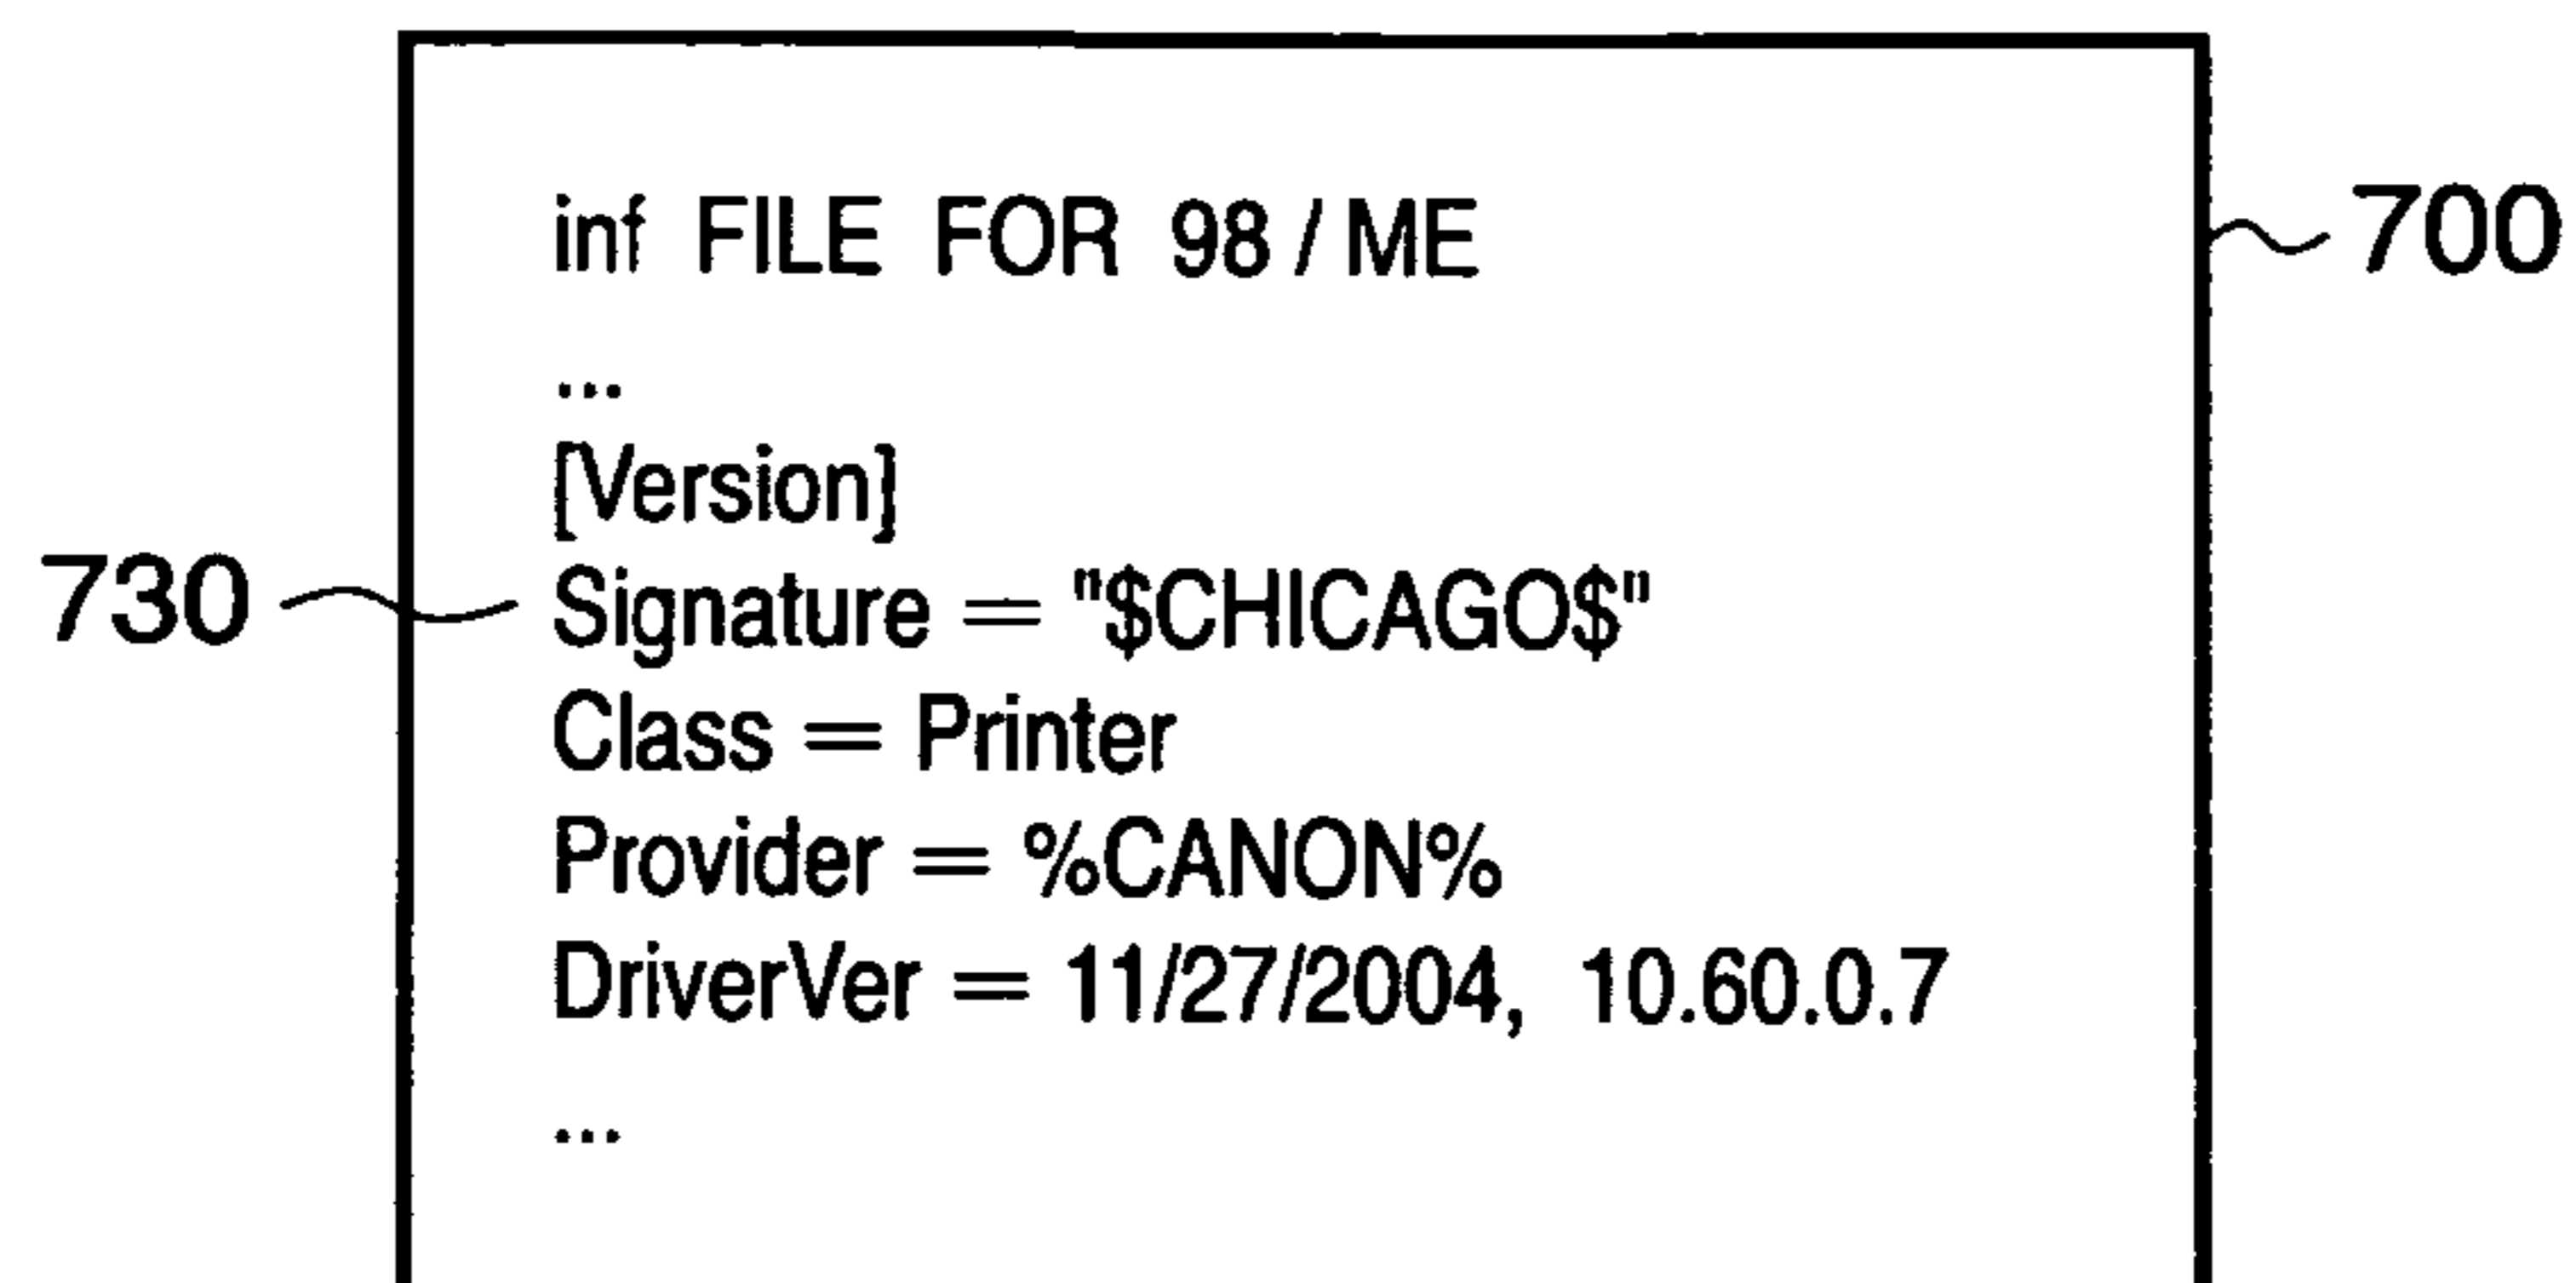 inf FILE FOR 98 / ME
700
...
[Version]
730
Signature = "$CHICAGO$"
Class = Printer
Provider = %CANON%
DriverVer = 11/27/2004, 10.60.0.7
...